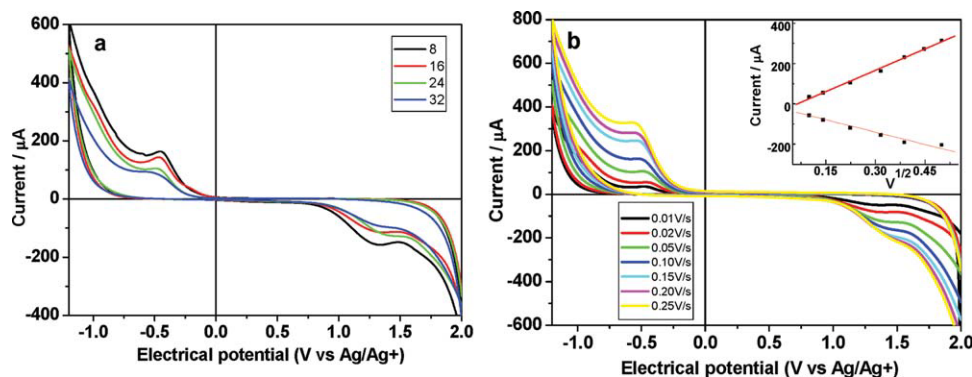 a
600
400
200
0
-200
-400
Current / µA
8
16
24
32
-1.0 -0.5 0.0 0.5 1.0 1.5 2.0
Electrical potential (V vs Ag/Ag+)
b
800
600
400
200
0
-200
-400
-600
Current / µA
0.01V/s
0.02V/s
0.05V/s
0.10V/s
0.15V/s
0.20V/s
0.25V/s
-1.0 -0.5 0.0 0.5 1.0 1.5 2.0
Electrical potential (V vs Ag/Ag+)
400
200
0
-200
Current / µA
0.15 0.30 0.45
V 1/2